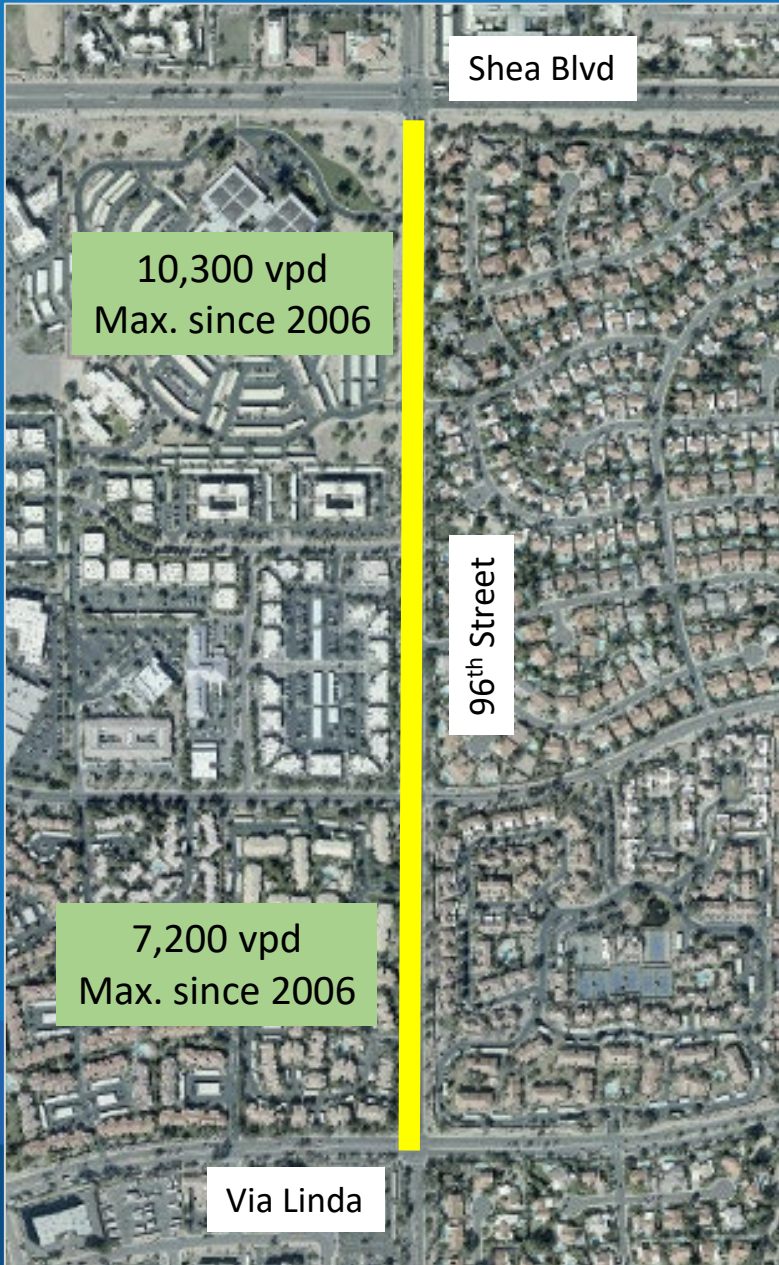 Shea Blvd
10,300 vpd
Max. since 2006
96th Street
7,200 vpd
Max. since 2006
Via Linda